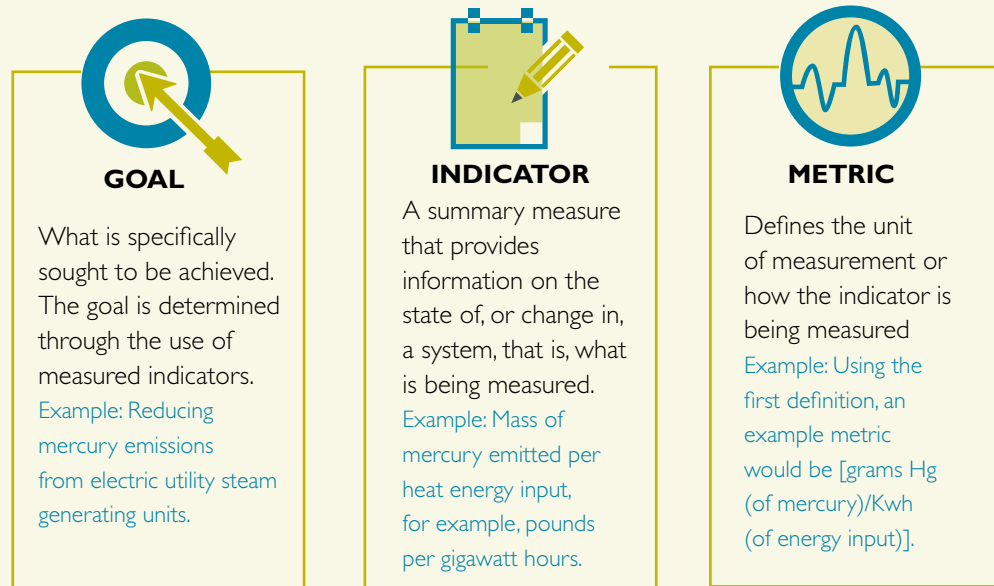 GOAL
What is specifically
sought to be achieved.
The goal is determined
through the use of
measured indicators.
Example: Reducing
mercury emissions
from electric utility steam
generating units.
INDICATOR
A summary measure
that provides
information on the
state of, or change in,
a system, that is, what
is being measured.
Example: Mass of
mercury emitted per
heat energy input,
for example, pounds
per gigawatt hours.
METRIC
Defines the unit
of measurement or
how the indicator is
being measured
Example: Using the
first definition, an
example metric
would be [grams Hg
(of mercury)/Kwh
(of energy input)].